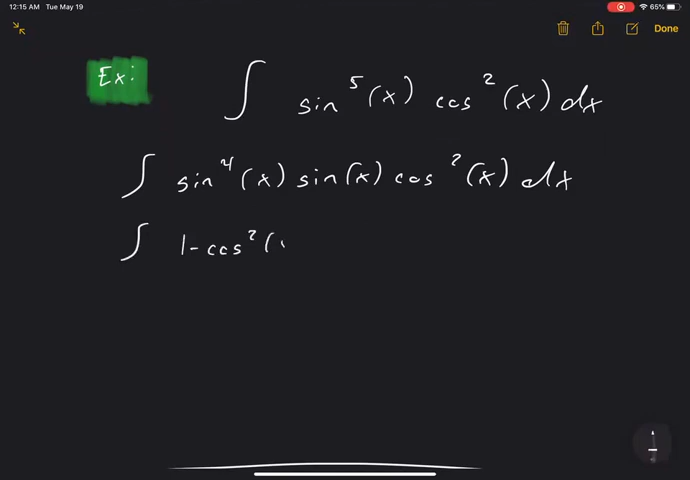 12:15 AM Tue May 19 65%
Done
Ex: ∫ sin⁵(x) cos²(x) dx
∫ sin⁴(x) sin(x) cos²(x) dx
∫ 1-cos²(